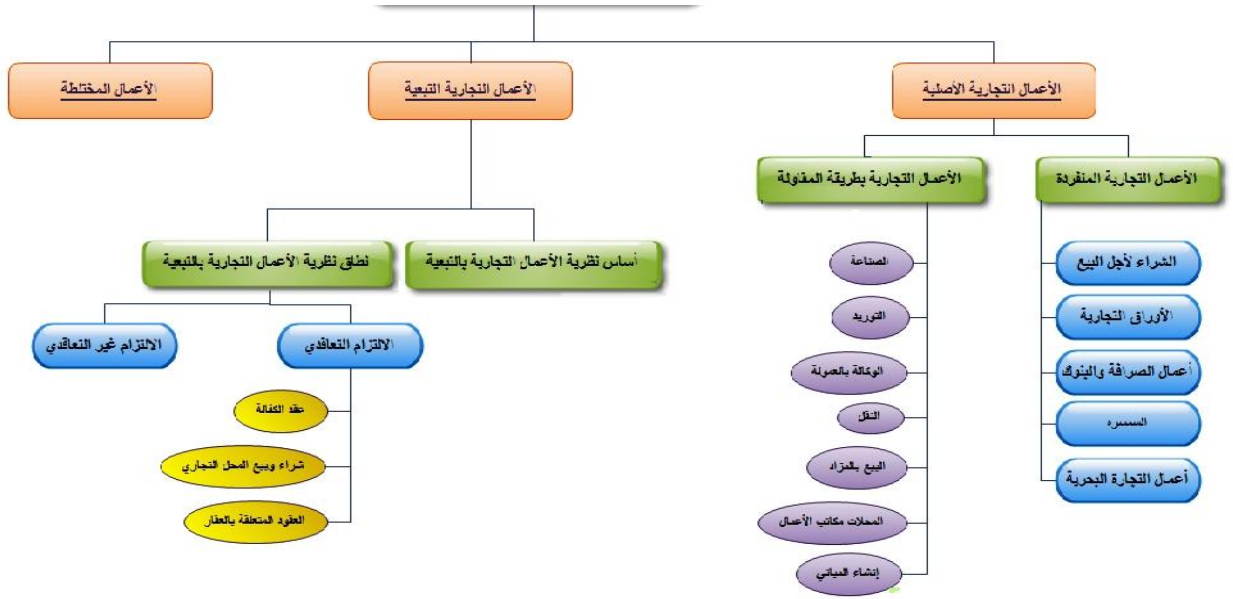 الأعمال التجارية الأصلية
الأعمال التجارية التبعية
الأعمال المختلطة
الأعمال التجارية المنفردة
الأعمال التجارية بطريقة المقاولة
الشراء لأجل البيع
الأوراق التجارية
أعمال الصرافة والبنوك
السمسره
أعمال التجارة البحرية
الصناعة
التوريد
الوكالة بالعمولة
النقل
البيع بالمزاد
المحلات مكاتب الأعمال
إنشاء المباني
أساس نظرية الأعمال التجارية بالتبعية
نطاق نظرية الأعمال التجارية بالتبعية
الالتزام التعاقدي
الالتزام غير التعاقدي
عقد الكفالة
شراء وبيع المحل التجاري
العقود المتعلقة بالعقار